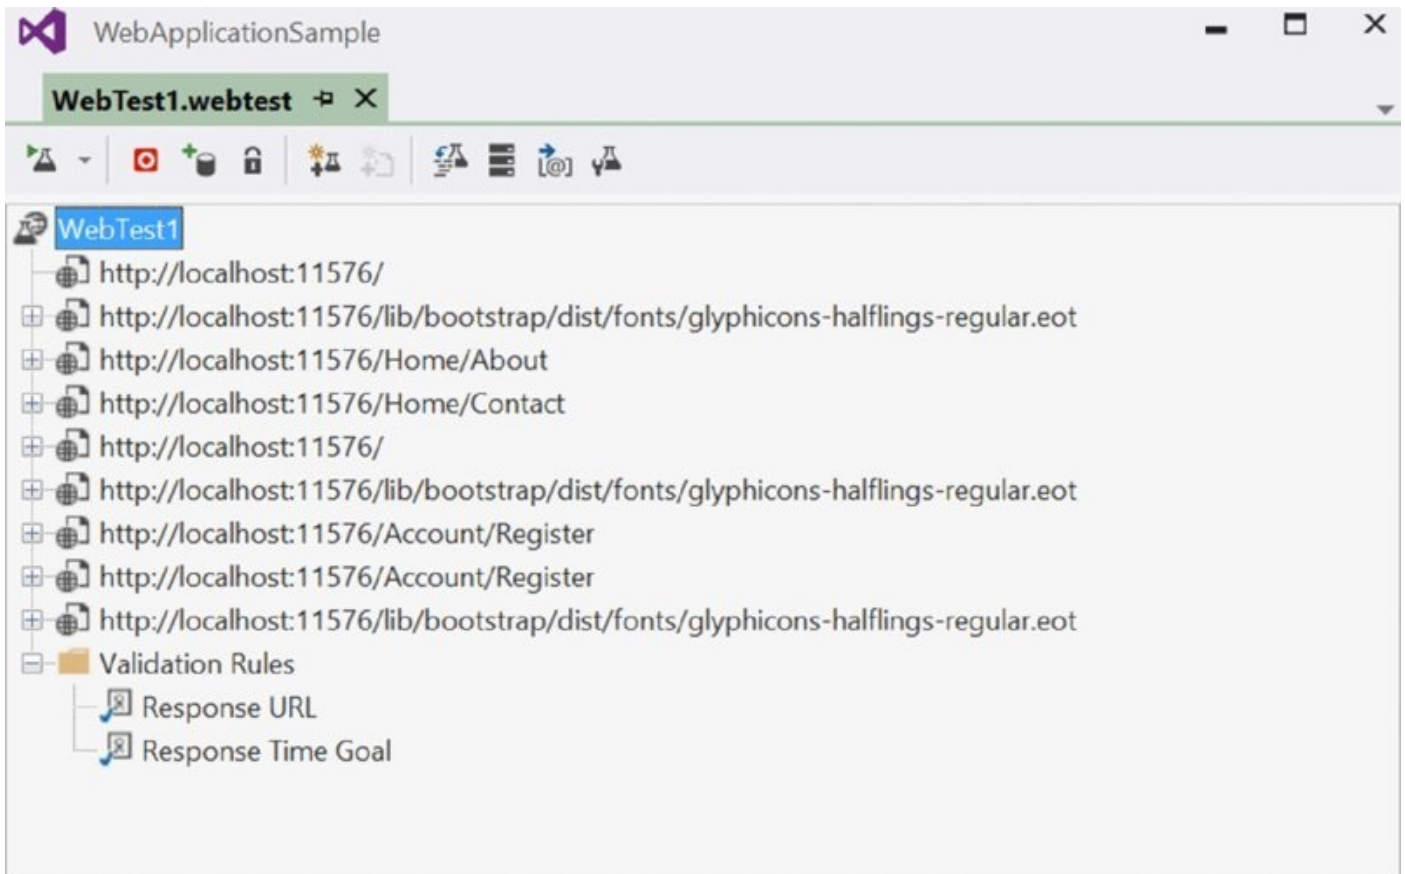 WebApplicationSample
WebTest1.webtest
[@]
WebTest1
http://localhost:11576/
http://localhost:11576/lib/bootstrap/dist/fonts/glyphicons-halflings-regular.eot
http://localhost:11576/Home/About
http://localhost:11576/Home/Contact
http://localhost:11576/
http://localhost:11576/lib/bootstrap/dist/fonts/glyphicons-halflings-regular.eot
http://localhost:11576/Account/Register
http://localhost:11576/Account/Register
http://localhost:11576/lib/bootstrap/dist/fonts/glyphicons-halflings-regular.eot
Validation Rules
Response URL
Response Time Goal